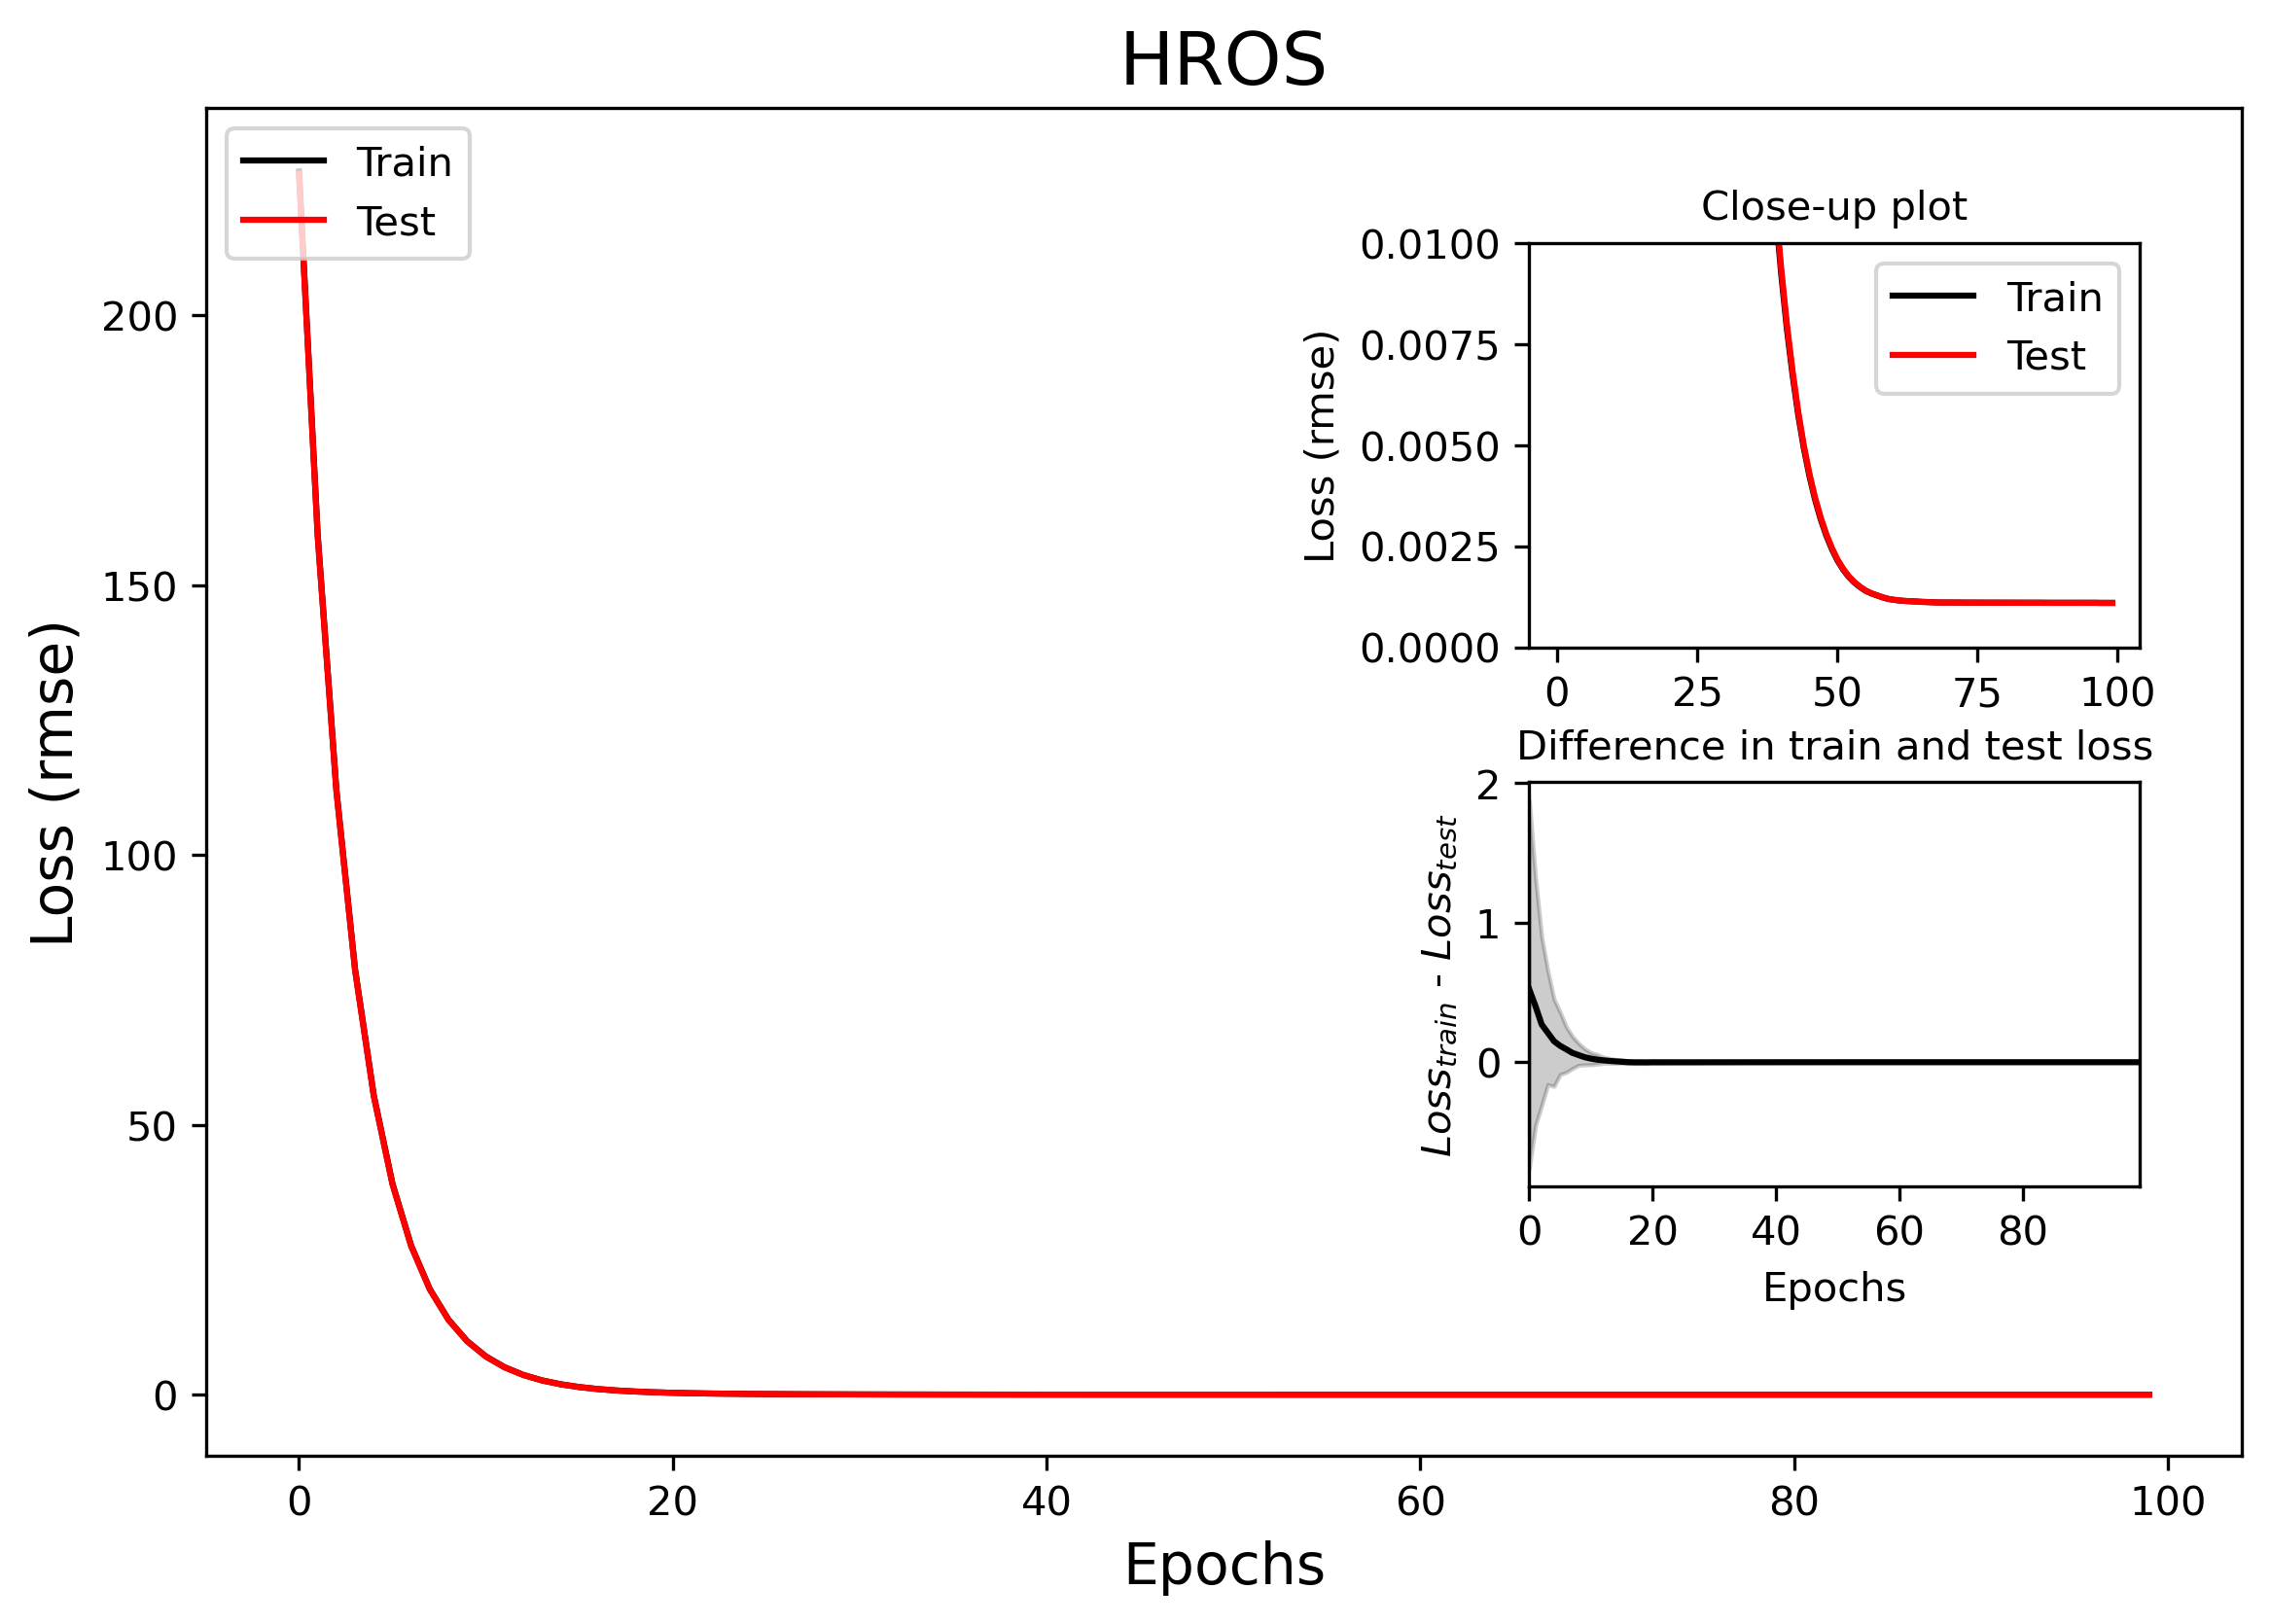 HROS
Train
Test
Loss (rmse)
200
150
100
50
0
0 20 40 60 80 100
Epochs
Close-up plot
Loss (rmse)
0.0100
0.0075
0.0050
0.0025
0.0000
Train
Test
0 25 50 75 100
Difference in train and test loss
Loss_train - Loss_test
2
1
0
0 20 40 60 80
Epochs